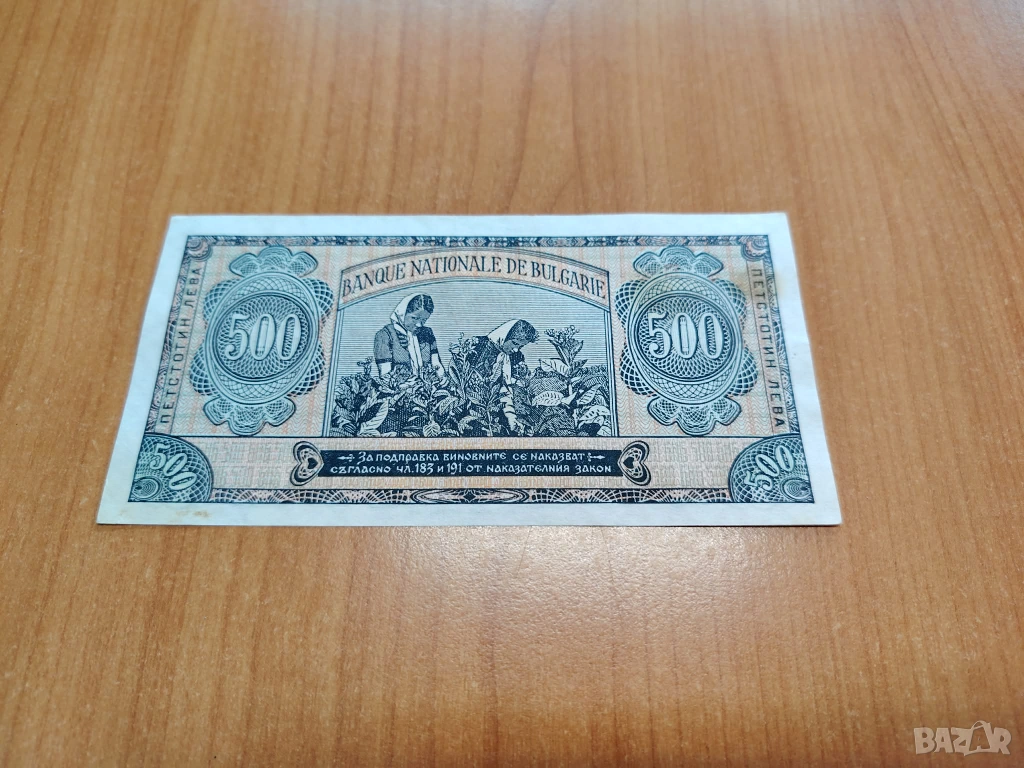 BANQUE NATIONALE DE BULGARIE
ПЕТСТОТИН ЛЕВА
500
500
ПЕТСТОТИН ЛЕВА
ЗА ПОДПРАВКА ВИНОВНИТЕ СЕ НАКАЗВАТ
СЪГЛАСНО ЧЛ. 183 И 191 ОТ НАКАЗАТЕЛНИЯ ЗАКОН
500
500
BAZAR